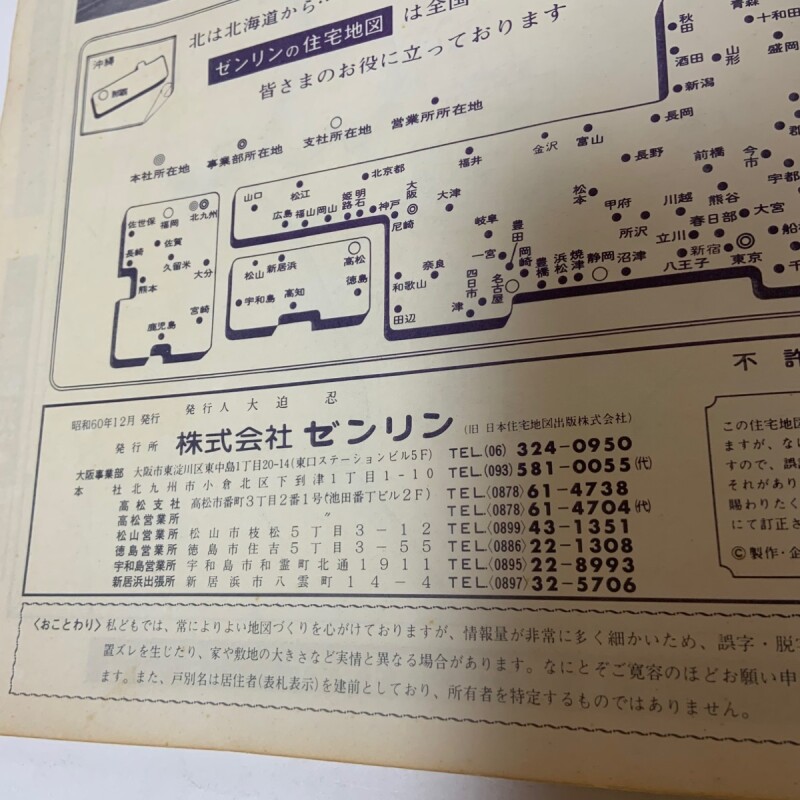 北は北海道から…
ゼンリンの住宅地図 は全国
皆さまのお役に立っております
沖縄
那覇
本社所在地
事業部所在地
支社所在地
営業所所在地
佐世保
福岡
北九州
長崎
佐賀
久留米
大分
熊本
宮崎
鹿児島
山口
松江
広島
福山
岡山
姫路
明石
神戸
北京都
大阪
尼崎
大津
福井
松山
新居浜
高松
宇和島
高知
徳島
和歌山
奈良
田辺
津
四日市
名古屋
一宮
岐阜
豊田
岡崎
豊橋
浜松
焼津
静岡
沼津
金沢
富山
長野
松本
甲府
所沢
川越
立川
八王子
新宿
東京
春日部
熊谷
大宮
前橋
今市
宇都
船
千
長岡
新潟
酒田
山形
秋田
青森
十和田
盛岡
郡
不許
昭和60年12月 発行
発行人 大迫 忍
発行所 株式会社 ゼンリン (旧 日本住宅地図出版株式会社)
大阪事業部 大阪市東淀川区東中島1丁目20-14(東口ステーションビル5F) TEL(06) 324-0950
本社 北九州市小倉北区下到津1丁目1-10 TEL(093)581-0055(代)
高松支社 高松市番町3丁目2番1号(池田番丁ビル2F) TEL(0878)61-4738
高松営業所 〃 TEL(0878)61-4704(代)
松山営業所 松山市枝松5丁目3-12 TEL(0899)43-1351
徳島営業所 徳島市住吉5丁目3-55 TEL(0886)22-1308
宇和島営業所 宇和島市和霊町北通1911 TEL(0895)22-8993
新居浜出張所 新居浜市八雲町14-4 TEL(0897)32-5706
この住宅地図
ますが、なに
すので、誤
それがあり
賜わりたく
にて訂正さ
©製作・企
〈おことわり〉私どもでは、常によりよい地図づくりを心がけておりますが、情報量が非常に多く細かいため、誤字・脱字
置ズレを生じたり、家や敷地の大きさなど実情と異なる場合があります。なにとぞご寛容のほどお願い申
ます。また、戸別名は居住者(表札表示)を建前としており、所有者を特定するものではありません。